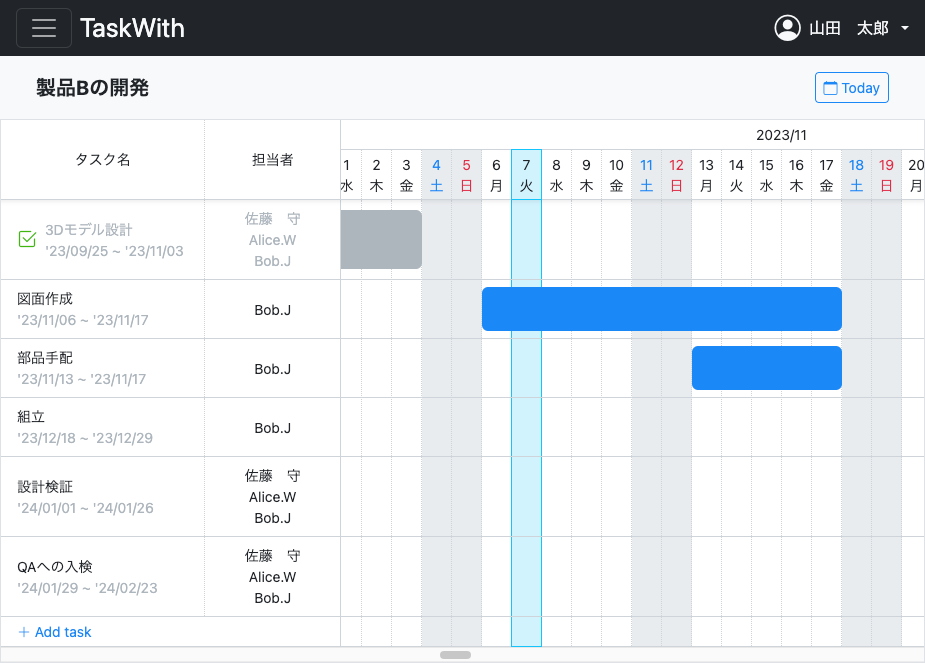 TaskWith
山田　太郎
製品Bの開発
Today
タスク名
担当者
2023/11
1 2 3 4 5 6 7 8 9 10 11 12 13 14 15 16 17 18 19 20
水 木 金 土 日 月 火 水 木 金 土 日 月 火 水 木 金 土 日 月
3Dモデル設計
'23/09/25 ~ '23/11/03
佐藤　守
Alice.W
Bob.J
図面作成
'23/11/06 ~ '23/11/17
Bob.J
部品手配
'23/11/13 ~ '23/11/17
Bob.J
組立
'23/12/18 ~ '23/12/29
Bob.J
設計検証
'24/01/01 ~ '24/01/26
佐藤　守
Alice.W
Bob.J
QAへの入検
'24/01/29 ~ '24/02/23
佐藤　守
Alice.W
Bob.J
+ Add task